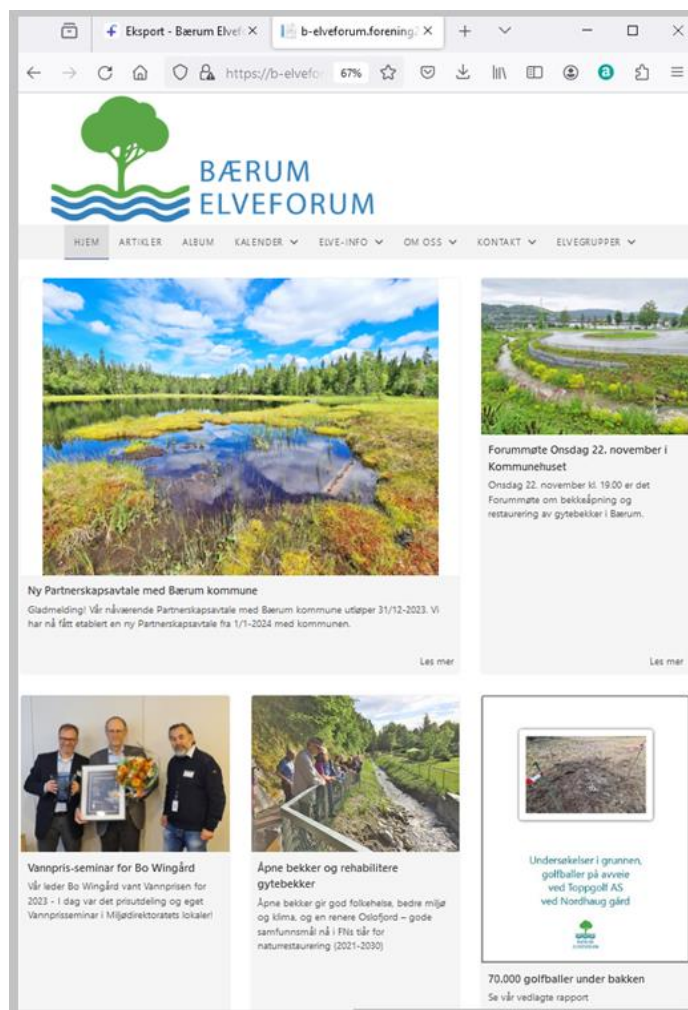 Eksport - Bærum Elvef
b-elveforum.forening
https://b-elvefo
67%
BÆRUM
ELVEFORUM
HJEM ARTIKLER ALBUM KALENDER ELVE-INFO OM OSS KONTAKT ELVEGRUPPER
Ny Partnerskapsavtale med Bærum kommune
Gladmelding! Vår nåværende Partnerskapsavtale med Bærum kommune utløper 31/12-2023. Vi
har nå fått etablert en ny Partnerskapsavtale fra 1/1-2024 med kommunen.
Les mer
Forummøte Onsdag 22. november i
Kommunehuset
Onsdag 22. november kl. 19.00 er det
Forummøte om bekkeåpning og
restaurering av gytebekker i Bærum.
Les mer
Vannpris-seminar for Bo Wingård
Vår leder Bo Wingård vant Vannprisen for
2023 - I dag var det prisutdeling og eget
Vannprisseminar i Miljødirektoratets lokaler!
Åpne bekker og rehabilitere
gytebekker
Åpne bekker gir god folkehelse, bedre miljø
og klima, og en renere Oslofjord – gode
samfunnsmål nå i FNs tiår for
naturrestaurering (2021-2030)
Undersøkelser i grunnen,
golfballer på avveie
ved Toppgolf AS
ved Nordhaug gård
BÆRUM
ELVEFORUM
70.000 golfballer under bakken
Se vår vedlagte rapport